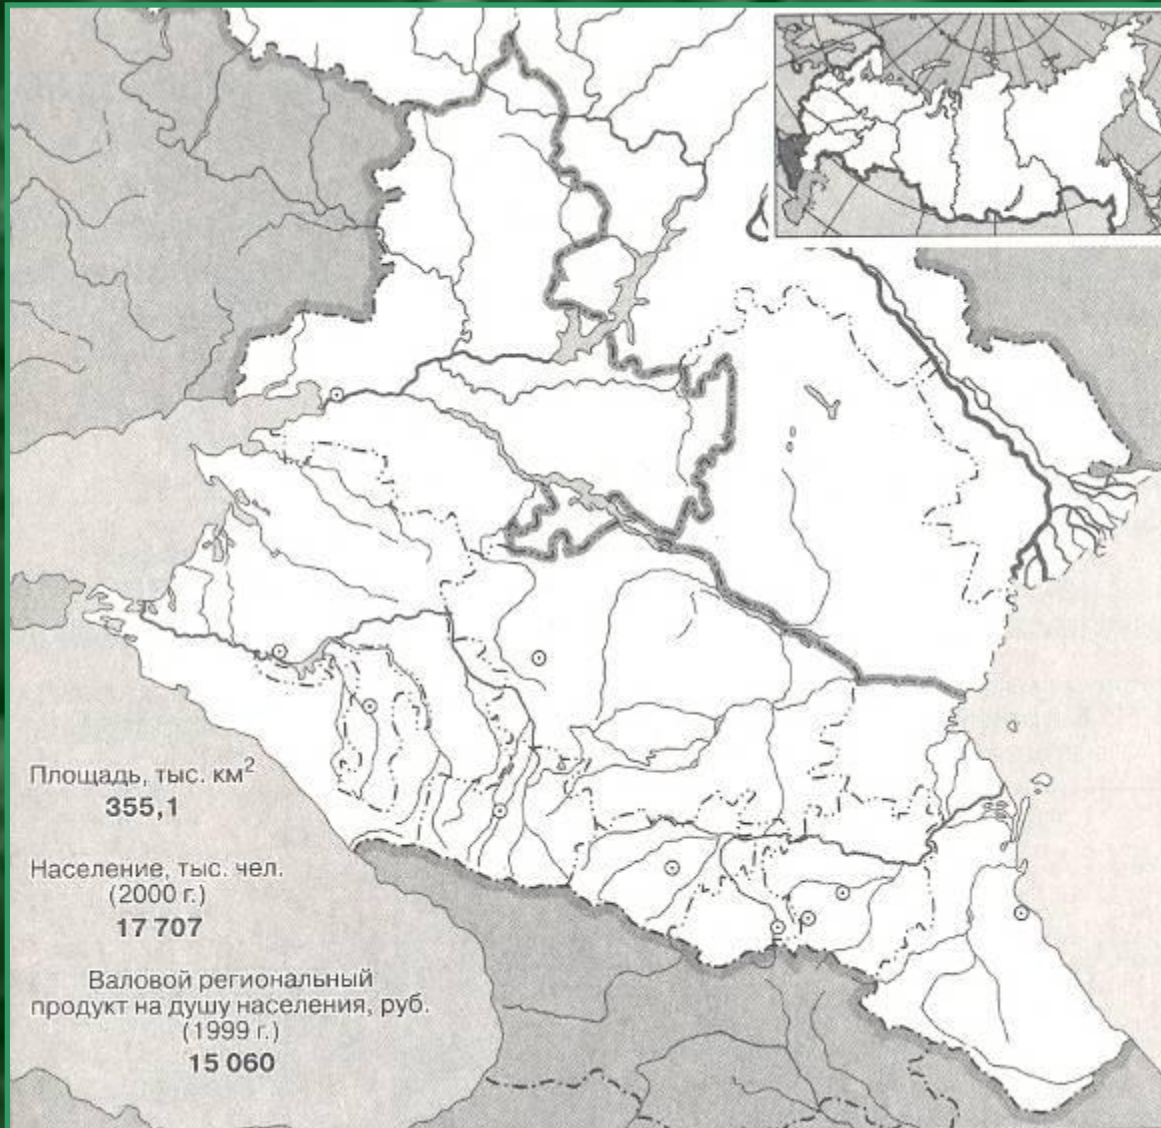 Площадь, тыс. км²
355,1
Население, тыс. чел.
(2000 г.)
17 707
Валовой региональный
продукт на душу населения, руб.
(1999 г.)
15 060